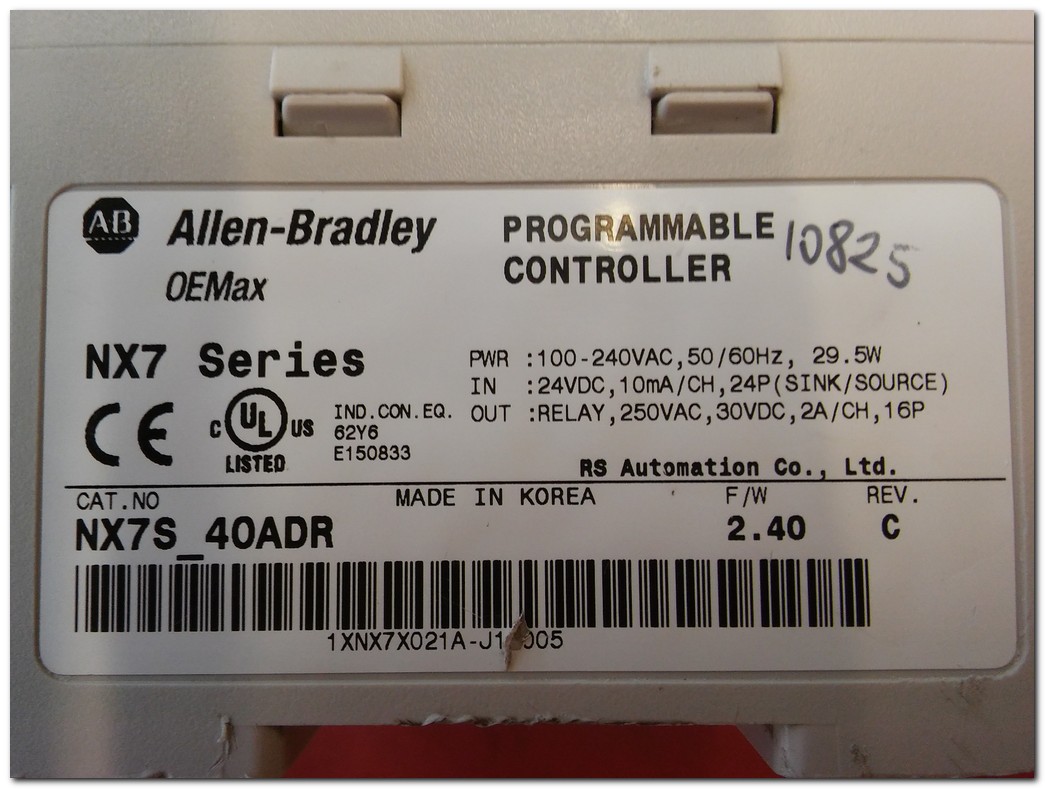 AB Allen-Bradley
OEMax
PROGRAMMABLE
CONTROLLER
10825
NX7 Series
PWR :100-240VAC,50/60Hz, 29.5W
IN :24VDC,10mA/CH,24P(SINK/SOURCE)
OUT :RELAY,250VAC,30VDC,2A/CH,16P
CE
C UL US
LISTED
IND.CON.EQ.
62Y6
E150833
RS Automation Co., Ltd.
CAT.NO MADE IN KOREA F/W REV.
NX7S_40ADR 2.40 C